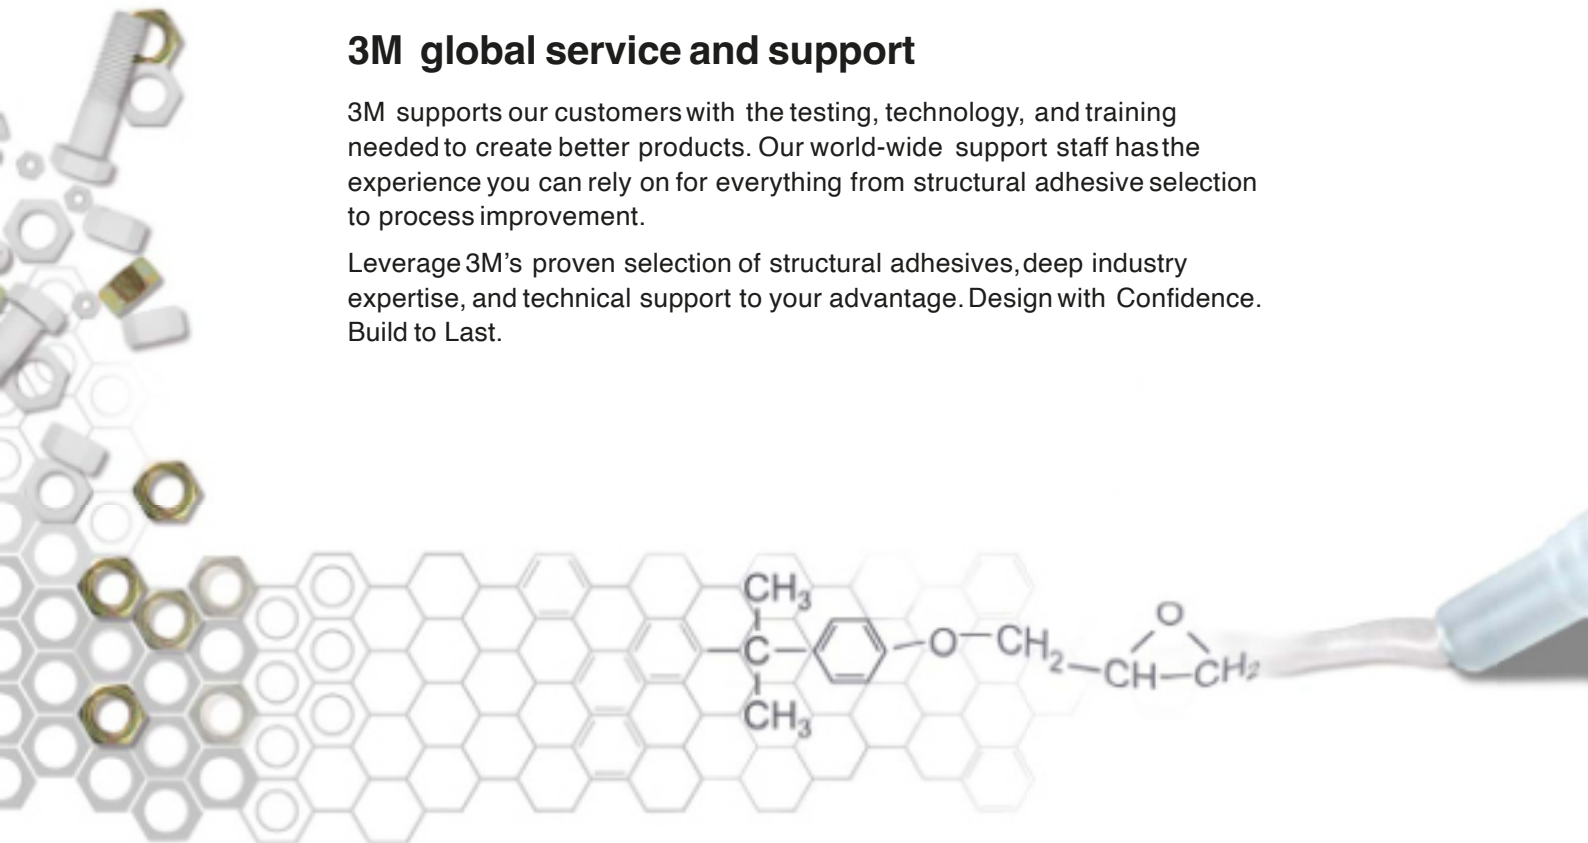 3M global service and support
3M supports our customers with the testing, technology, and training
needed to create better products. Our world-wide support staff has the
experience you can rely on for everything from structural adhesive selection
to process improvement.
Leverage 3M’s proven selection of structural adhesives, deep industry
expertise, and technical support to your advantage. Design with Confidence.
Build to Last.
CH3
C
O
CH2
O
CH
CH2
CH3